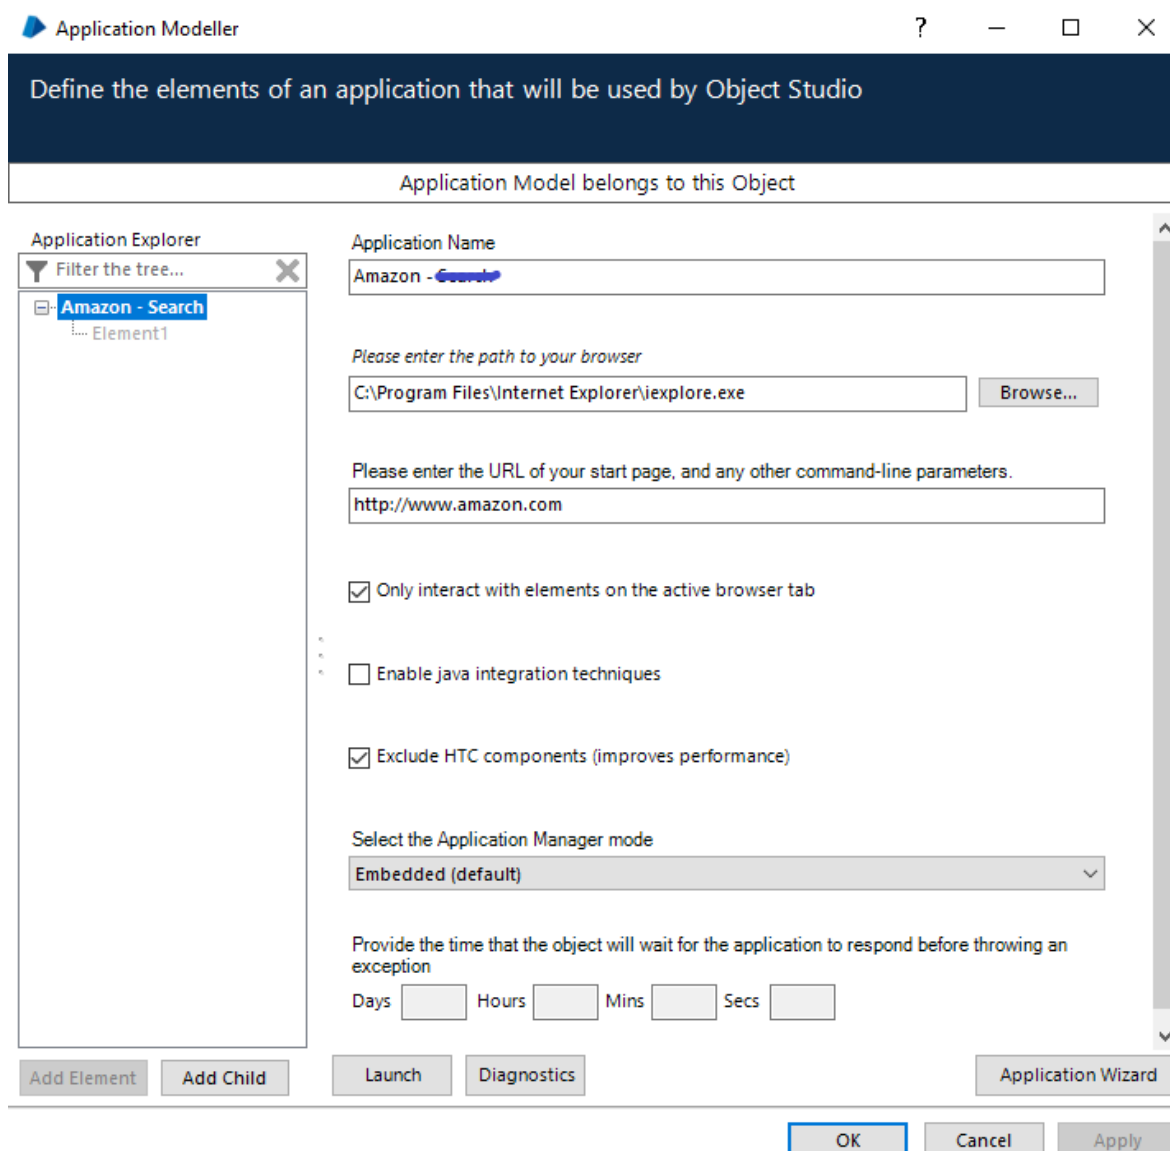 Application Modeller
?
Define the elements of an application that will be used by Object Studio
Application Model belongs to this Object
Application Explorer
Filter the tree...
Amazon - Search
Element1
Application Name
Amazon -
Please enter the path to your browser
C:\Program Files\Internet Explorer\iexplore.exe
Browse...
Please enter the URL of your start page, and any other command-line parameters.
http://www.amazon.com
Only interact with elements on the active browser tab
Enable java integration techniques
Exclude HTC components (improves performance)
Select the Application Manager mode
Embedded (default)
Provide the time that the object will wait for the application to respond before throwing an
exception
Days Hours Mins Secs
Add Element Add Child Launch Diagnostics Application Wizard
OK Cancel Apply